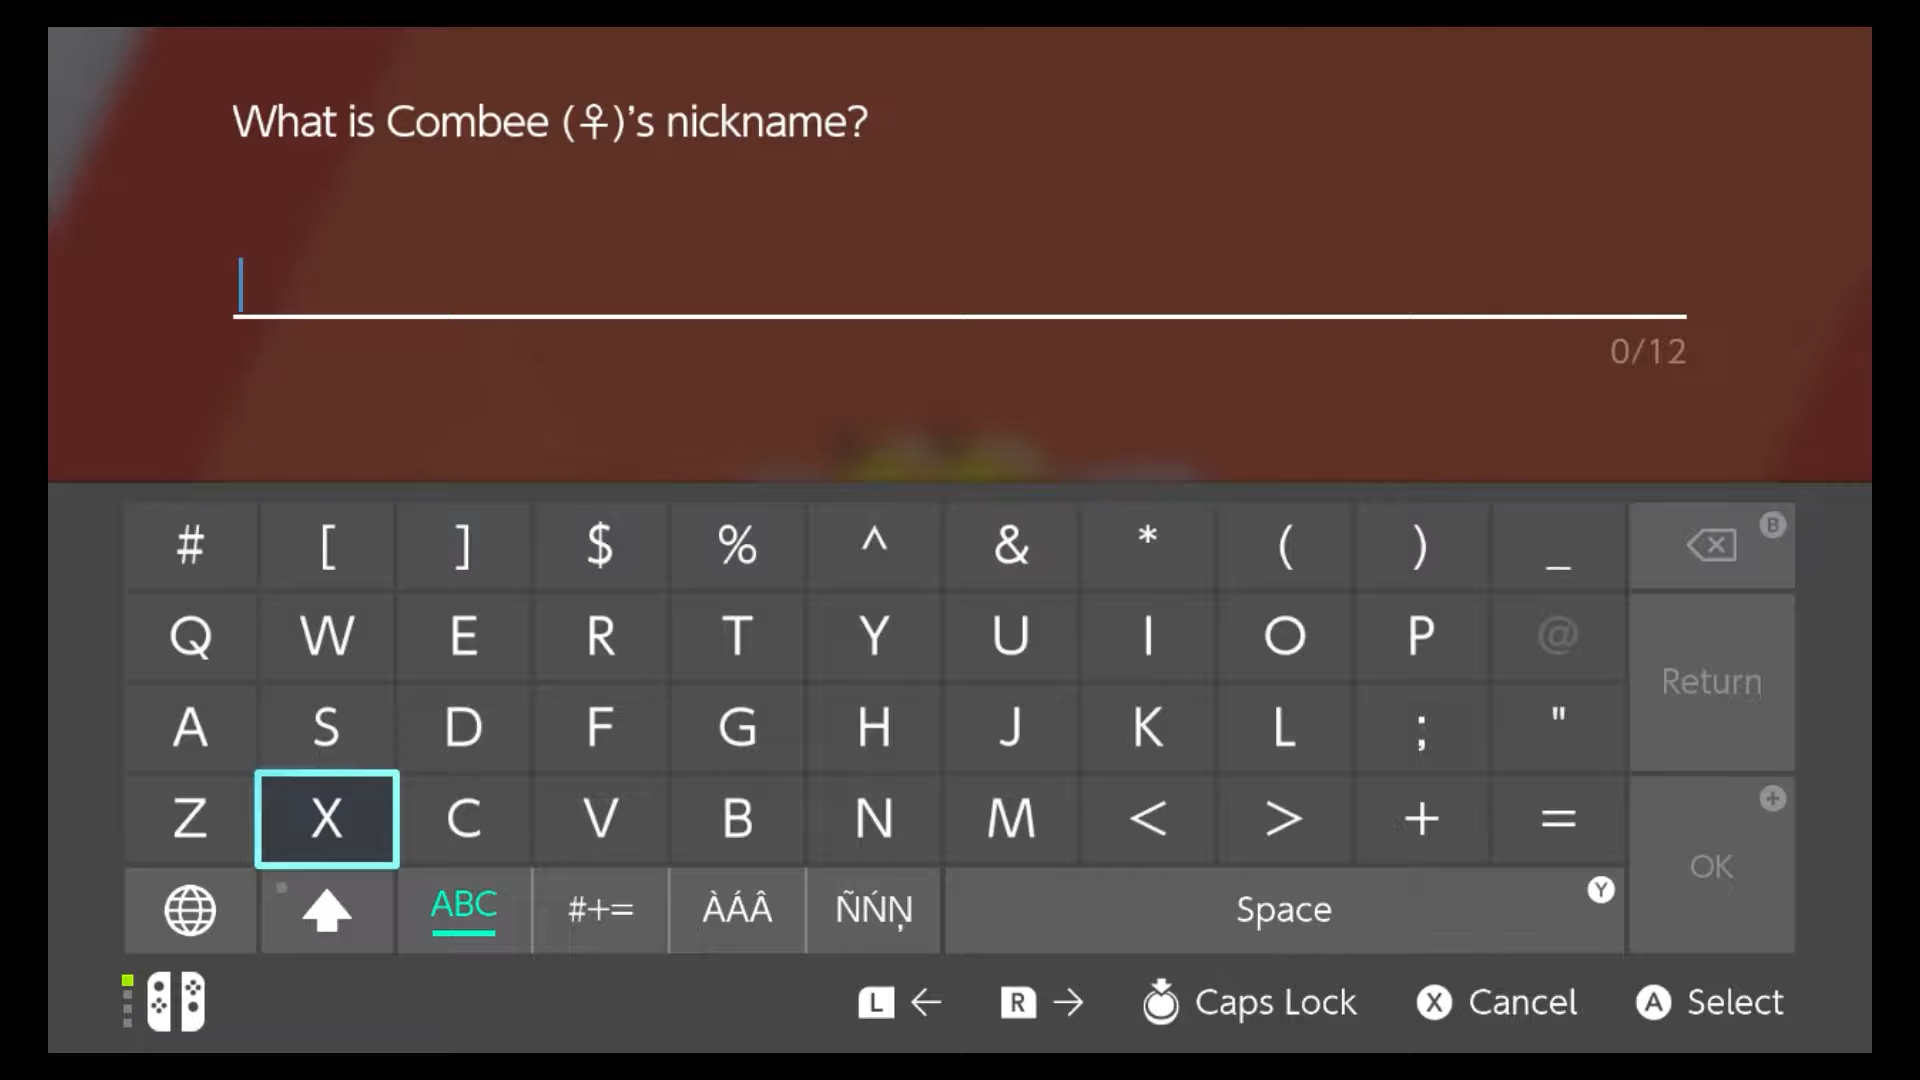 What is Combee (♀)'s nickname?
0/12
# [ ] $ % ^ & * ( ) _ B
Q W E R T Y U I O P @ Return
A S D F G H J K L ; "
Z X C V B N M < > + = OK +
ABC #+= ÀÁÂ ÑŃŅ Space Y
L ← R → Caps Lock X Cancel A Select